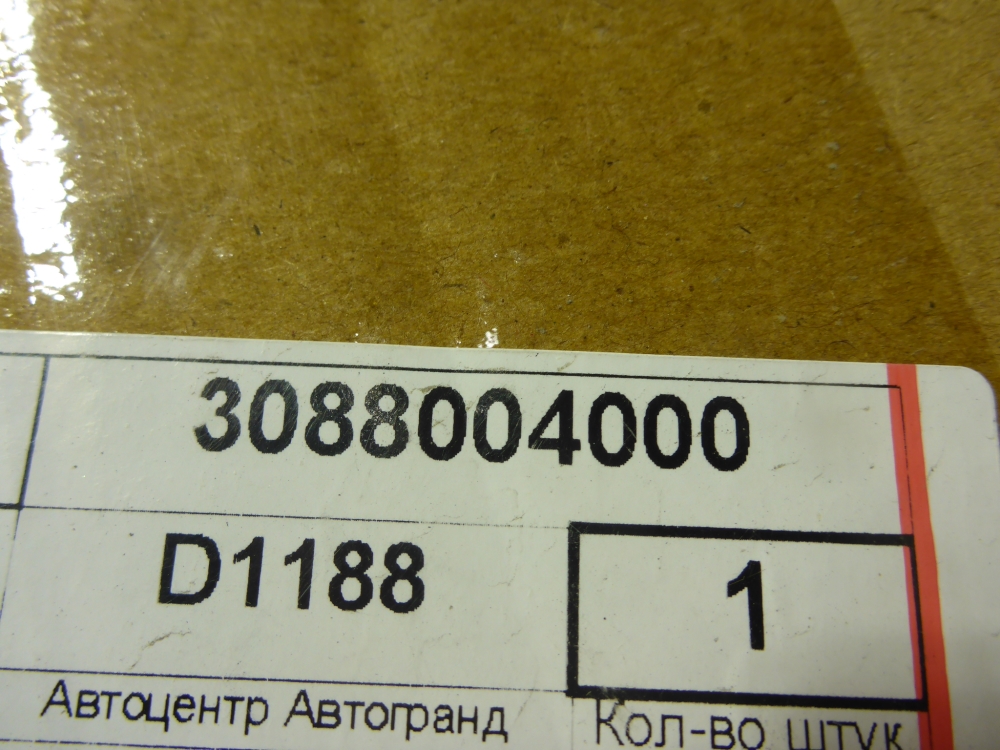 3088004000
D1188
1
Автоцентр Автогранд
Кол-во штук